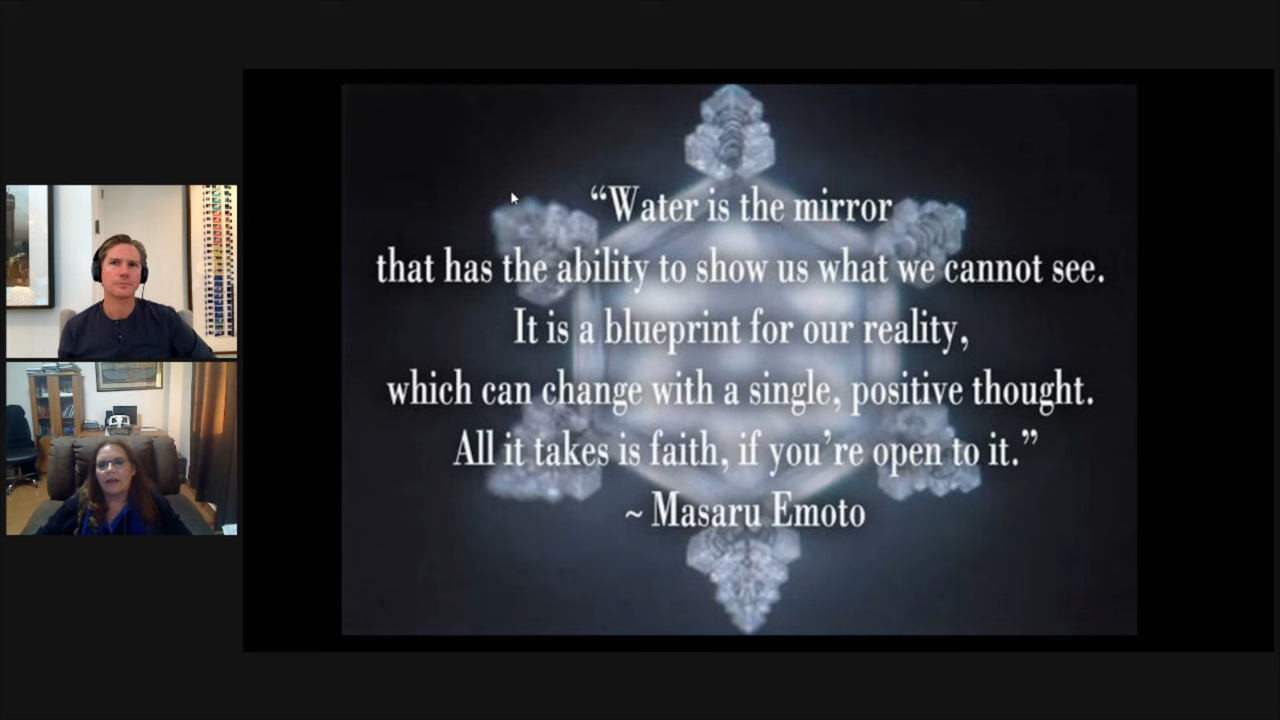 “Water is the mirror
that has the ability to show us what we cannot see.
It is a blueprint for our reality,
which can change with a single, positive thought.
All it takes is faith, if you’re open to it.”
~ Masaru Emoto